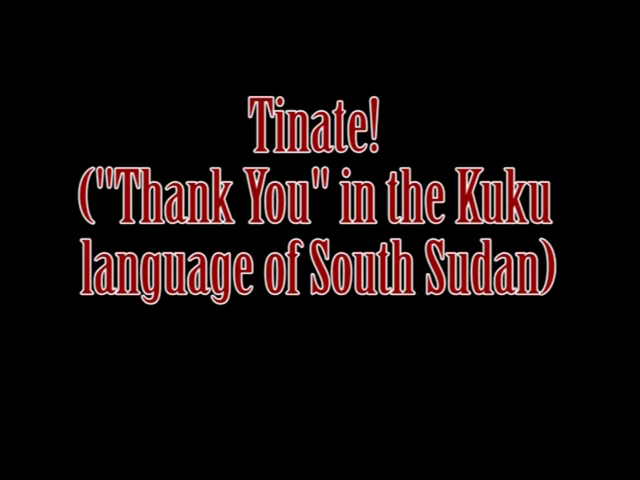 Tinate!
("Thank You" in the Kuku
language of South Sudan)